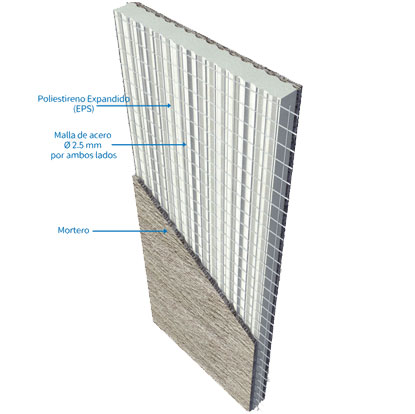 Poliestireno Expandido
(EPS)
Malla de acero
Ø 2.5 mm
por ambos lados
Mortero